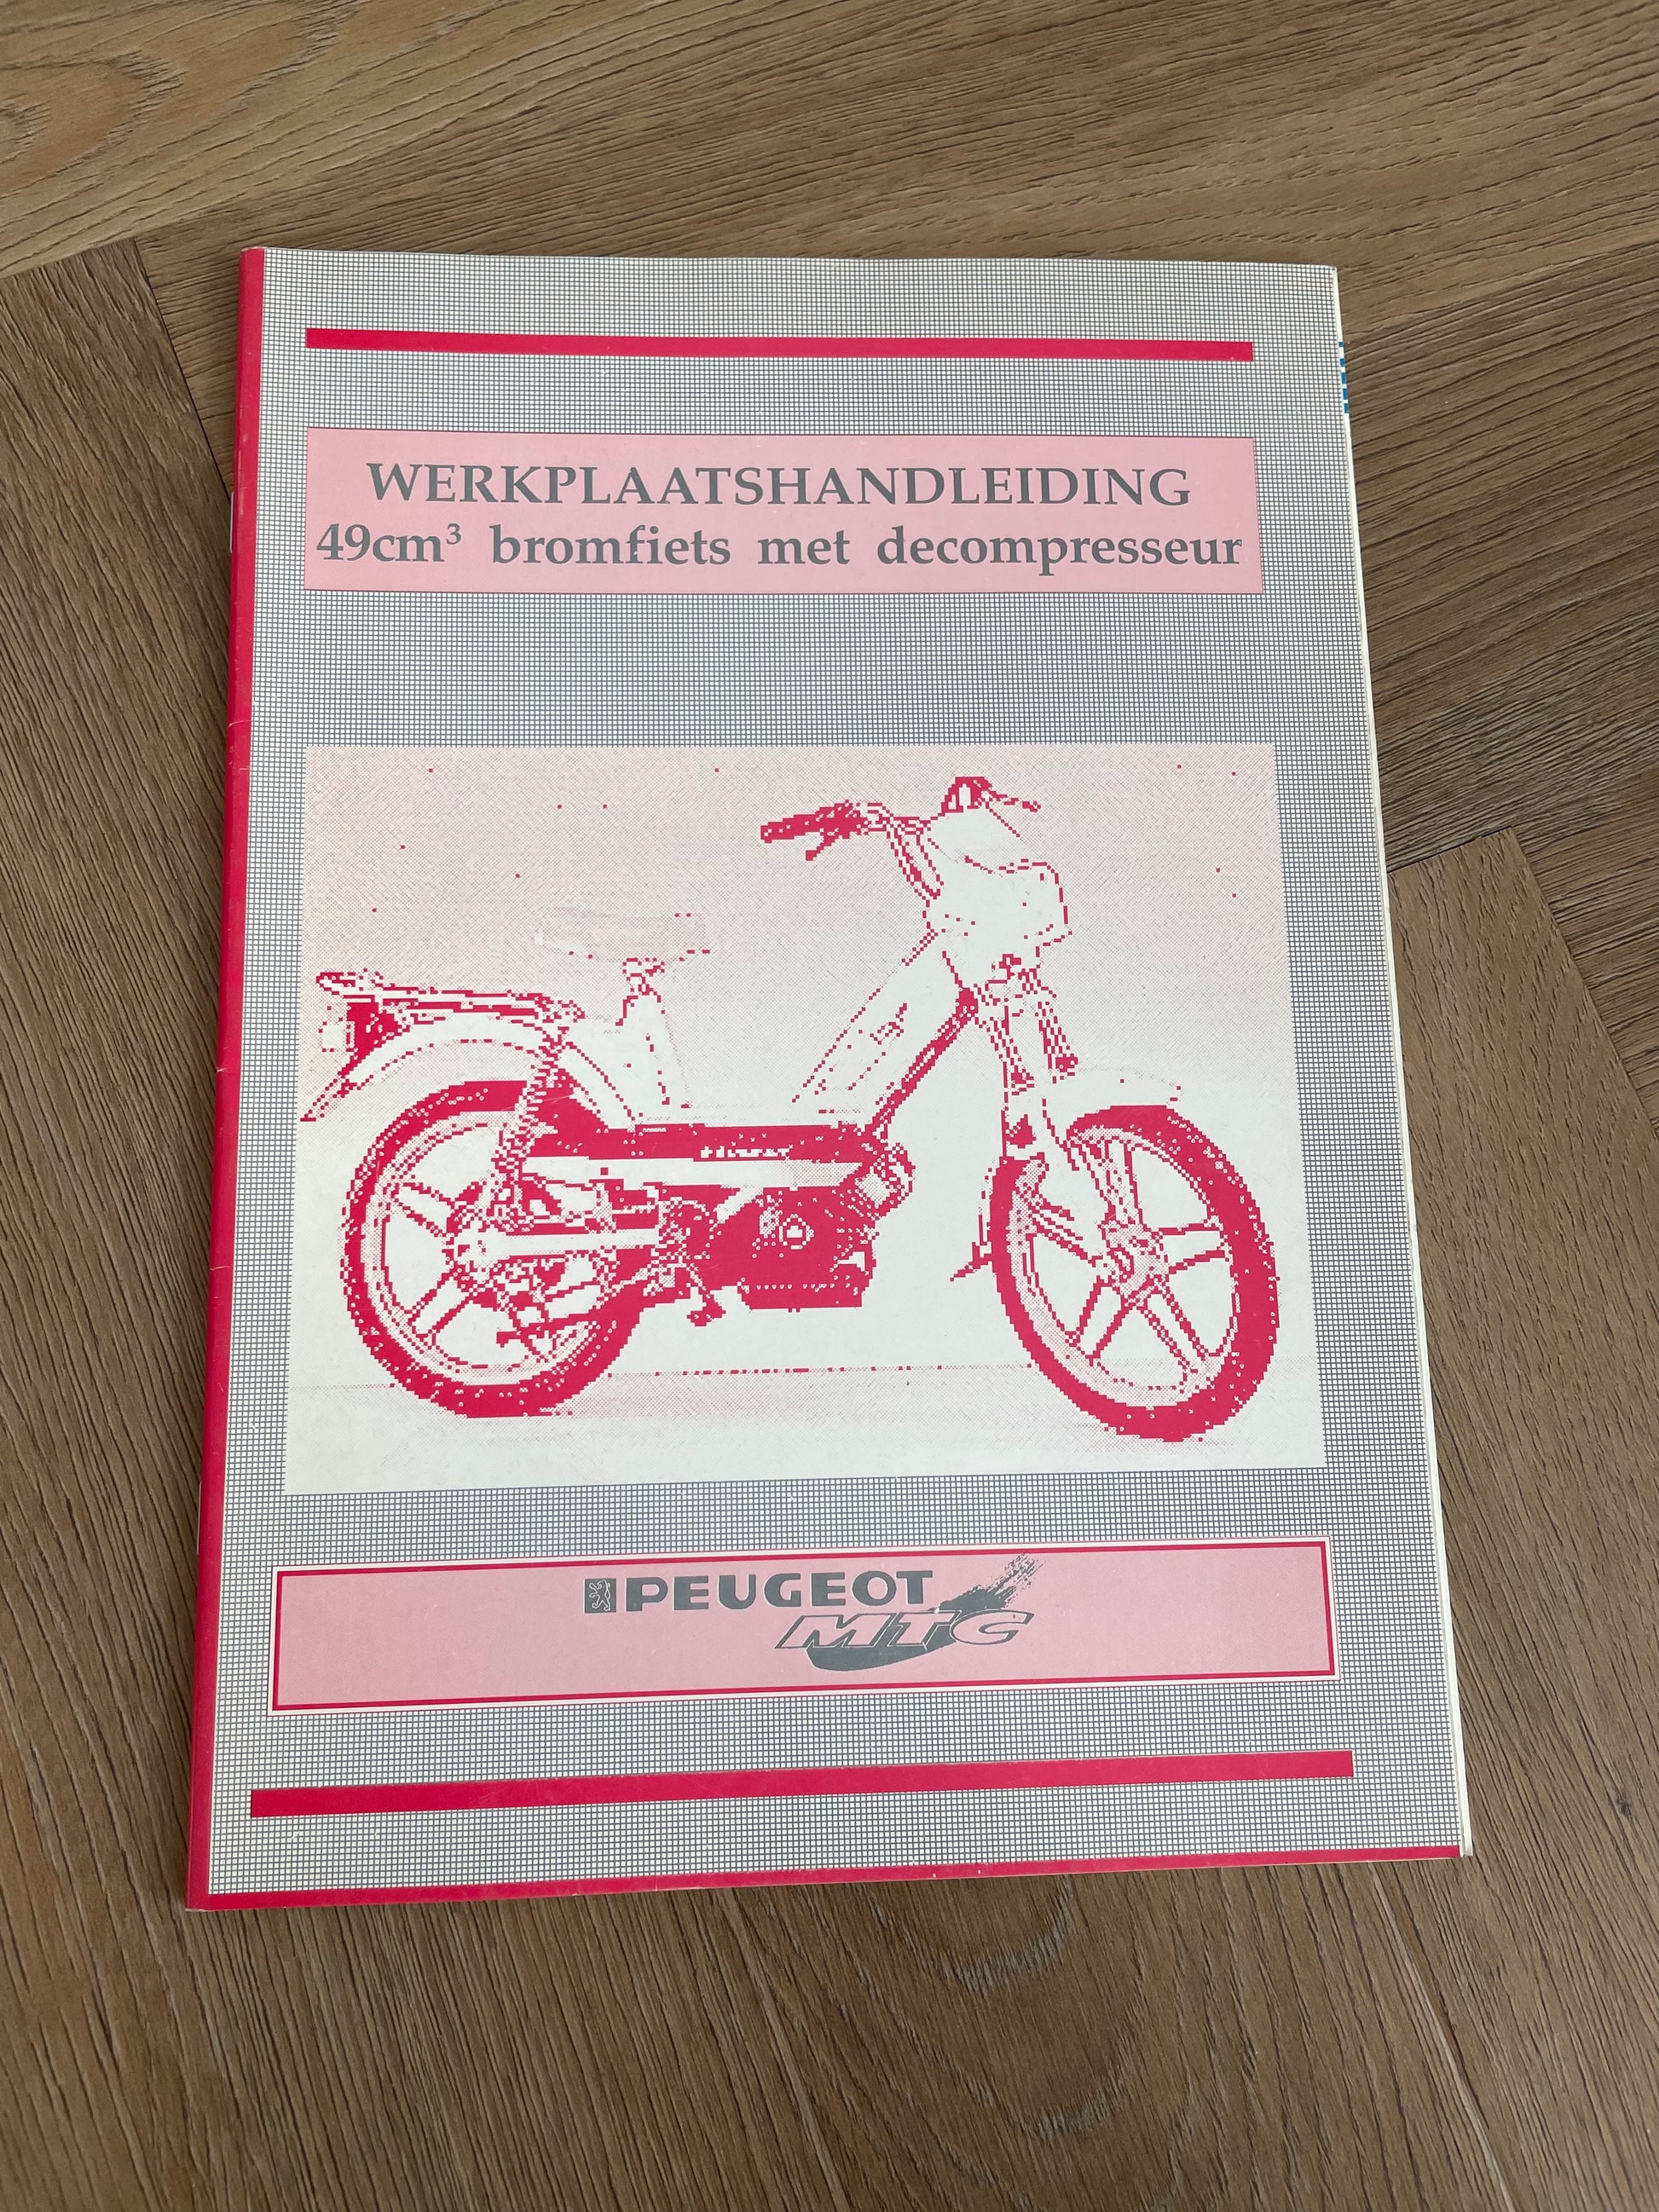 WERKPLAATSHANDLEIDING
49cm³ bromfiets met decompresseur
PEUGEOT
MTC